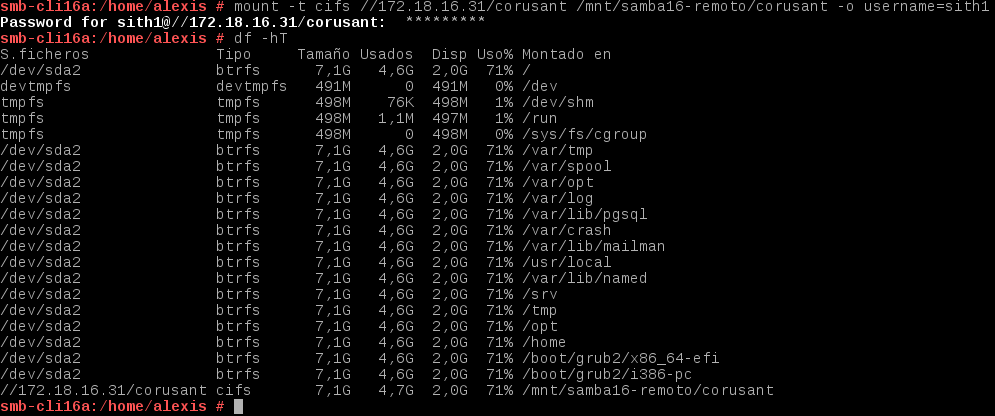 smb-cli16a:/home/alexis # mount -t cifs //172.18.16.31/corusant /mnt/samba16-remoto/corusant -o username=sith1
Password for sith1@//172.18.16.31/corusant:  *********
smb-cli16a:/home/alexis # df -hT
S.ficheros Tipo Tamaño Usados Disp Uso% Montado en
/dev/sda2 btrfs 7,1G 4,6G 2,0G 71% /
devtmpfs devtmpfs 491M 0 491M 0% /dev
tmpfs tmpfs 498M 76K 498M 1% /dev/shm
tmpfs tmpfs 498M 1,1M 497M 1% /run
tmpfs tmpfs 498M 0 498M 0% /sys/fs/cgroup
/dev/sda2 btrfs 7,1G 4,6G 2,0G 71% /var/tmp
/dev/sda2 btrfs 7,1G 4,6G 2,0G 71% /var/spool
/dev/sda2 btrfs 7,1G 4,6G 2,0G 71% /var/opt
/dev/sda2 btrfs 7,1G 4,6G 2,0G 71% /var/log
/dev/sda2 btrfs 7,1G 4,6G 2,0G 71% /var/lib/pgsql
/dev/sda2 btrfs 7,1G 4,6G 2,0G 71% /var/crash
/dev/sda2 btrfs 7,1G 4,6G 2,0G 71% /var/lib/mailman
/dev/sda2 btrfs 7,1G 4,6G 2,0G 71% /usr/local
/dev/sda2 btrfs 7,1G 4,6G 2,0G 71% /var/lib/named
/dev/sda2 btrfs 7,1G 4,6G 2,0G 71% /srv
/dev/sda2 btrfs 7,1G 4,6G 2,0G 71% /tmp
/dev/sda2 btrfs 7,1G 4,6G 2,0G 71% /opt
/dev/sda2 btrfs 7,1G 4,6G 2,0G 71% /home
/dev/sda2 btrfs 7,1G 4,6G 2,0G 71% /boot/grub2/x86_64-efi
/dev/sda2 btrfs 7,1G 4,6G 2,0G 71% /boot/grub2/i386-pc
//172.18.16.31/corusant cifs 7,1G 4,7G 2,0G 71% /mnt/samba16-remoto/corusant
smb-cli16a:/home/alexis #